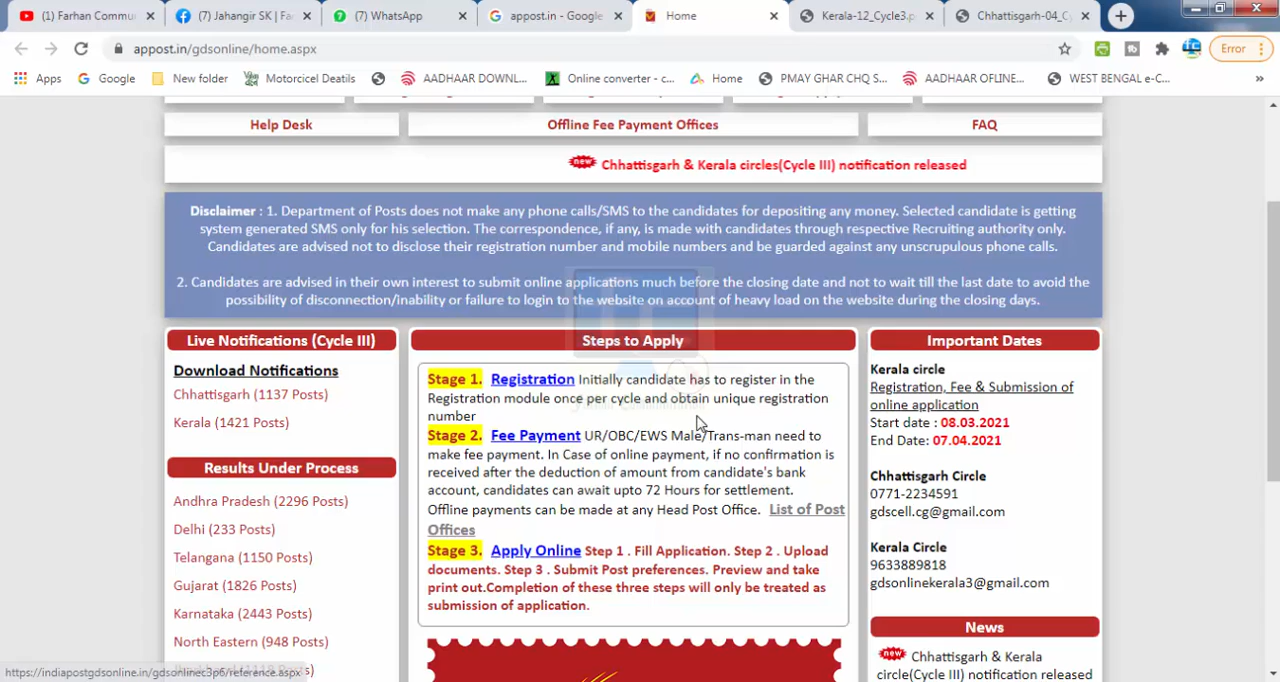 (1) Farhan Commu
(7) Jahangir SK | Fa
(7) WhatsApp
appost.in - Google
Home
Kerala-12_Cycle3.p
Chhattisgarh-04_C
appost.in/gdsonline/home.aspx
Error
Apps
Google
New folder
Motoricel Deatils
AADHAAR DOWNL...
Online converter - c...
Home
PMAY GHAR CHQ S...
AADHAAR OFLINE...
WEST BENGAL e-C...
»
Help Desk
Offline Fee Payment Offices
FAQ
new Chhattisgarh & Kerala circles(Cycle III) notification released
Disclaimer : 1. Department of Posts does not make any phone calls/SMS to the candidates for depositing any money. Selected candidate is getting
system generated SMS only for his selection. The correspondence, if any, is made with candidates through respective Recruiting authority only.
Candidates are advised not to disclose their registration number and mobile numbers and be guarded against any unscrupulous phone calls.
2. Candidates are advised in their own interest to submit online applications much before the closing date and not to wait till the last date to avoid the
possibility of disconnection/inability or failure to login to the website on account of heavy load on the website during the closing days.
Live Notifications (Cycle III)
Download Notifications
Chhattisgarh (1137 Posts)
Kerala (1421 Posts)
Results Under Process
Andhra Pradesh (2296 Posts)
Delhi (233 Posts)
Telangana (1150 Posts)
Gujarat (1826 Posts)
Karnataka (2443 Posts)
North Eastern (948 Posts)
Steps to Apply
Stage 1. Registration Initially candidate has to register in the
Registration module once per cycle and obtain unique registration
number
Stage 2. Fee Payment UR/OBC/EWS Male/Trans-man need to
make fee payment. In Case of online payment, if no confirmation is
received after the deduction of amount from candidate's bank
account, candidates can await upto 72 Hours for settlement.
Offline payments can be made at any Head Post Office. List of Post
Offices
Stage 3. Apply Online Step 1 . Fill Application. Step 2 . Upload
documents. Step 3 . Submit Post preferences. Preview and take
print out.Completion of these three steps will only be treated as
submission of application.
Important Dates
Kerala circle
Registration, Fee & Submission of
online application
Start date : 08.03.2021
End Date: 07.04.2021
Chhattisgarh Circle
0771-2234591
gdscell.cg@gmail.com
Kerala Circle
9633889818
gdsonlinekerala3@gmail.com
News
new Chhattisgarh & Kerala
circle(Cycle III) notification released
https://indiapostgdsonline.in/gdsonlinec3p6/reference.aspx